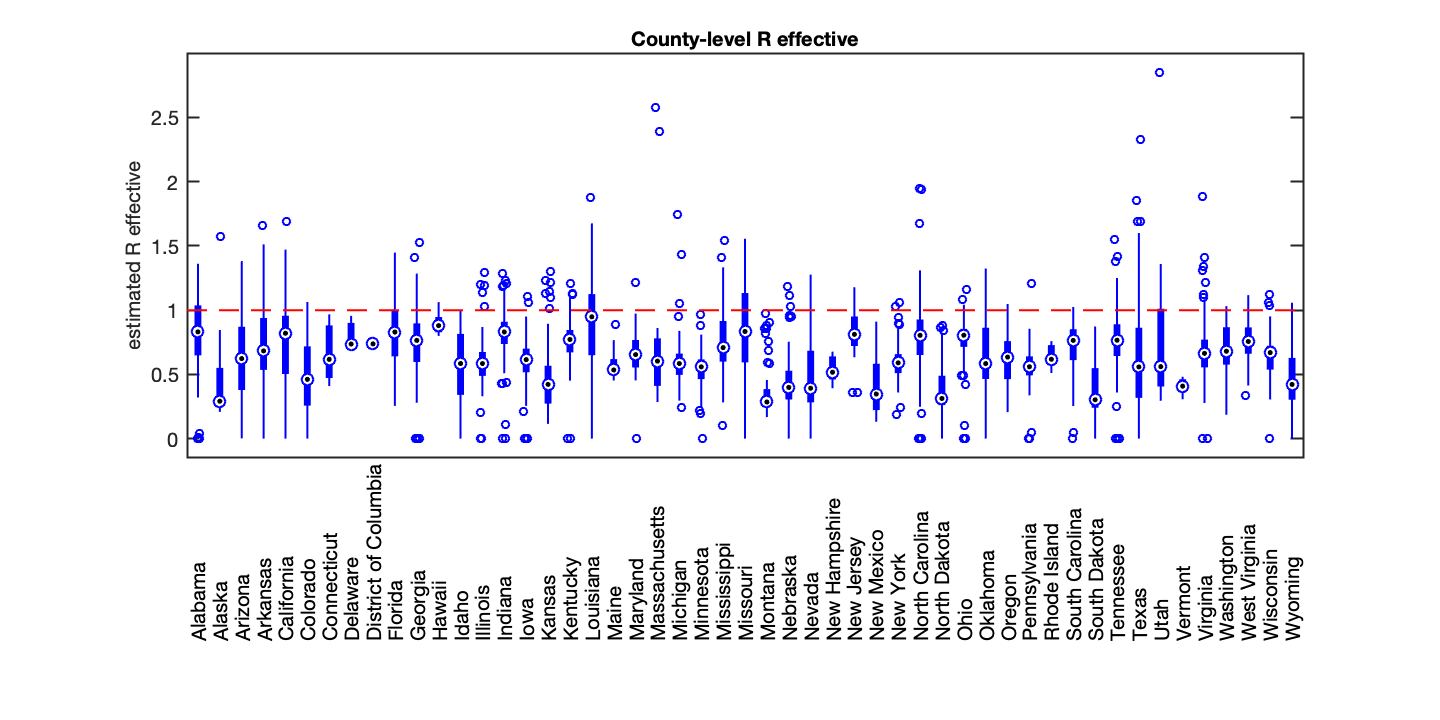 County-level R effective
estimated R effective
2.5
2
1.5
1
0.5
0
Alabama
Alaska
Arizona
Arkansas
California
Colorado
Connecticut
Delaware
District of Columbia
Florida
Georgia
Hawaii
Idaho
Illinois
Indiana
Iowa
Kansas
Kentucky
Louisiana
Maine
Maryland
Massachusetts
Michigan
Minnesota
Mississippi
Missouri
Montana
Nebraska
Nevada
New Hampshire
New Jersey
New Mexico
New York
North Carolina
North Dakota
Ohio
Oklahoma
Oregon
Pennsylvania
Rhode Island
South Carolina
South Dakota
Tennessee
Texas
Utah
Vermont
Virginia
Washington
West Virginia
Wisconsin
Wyoming